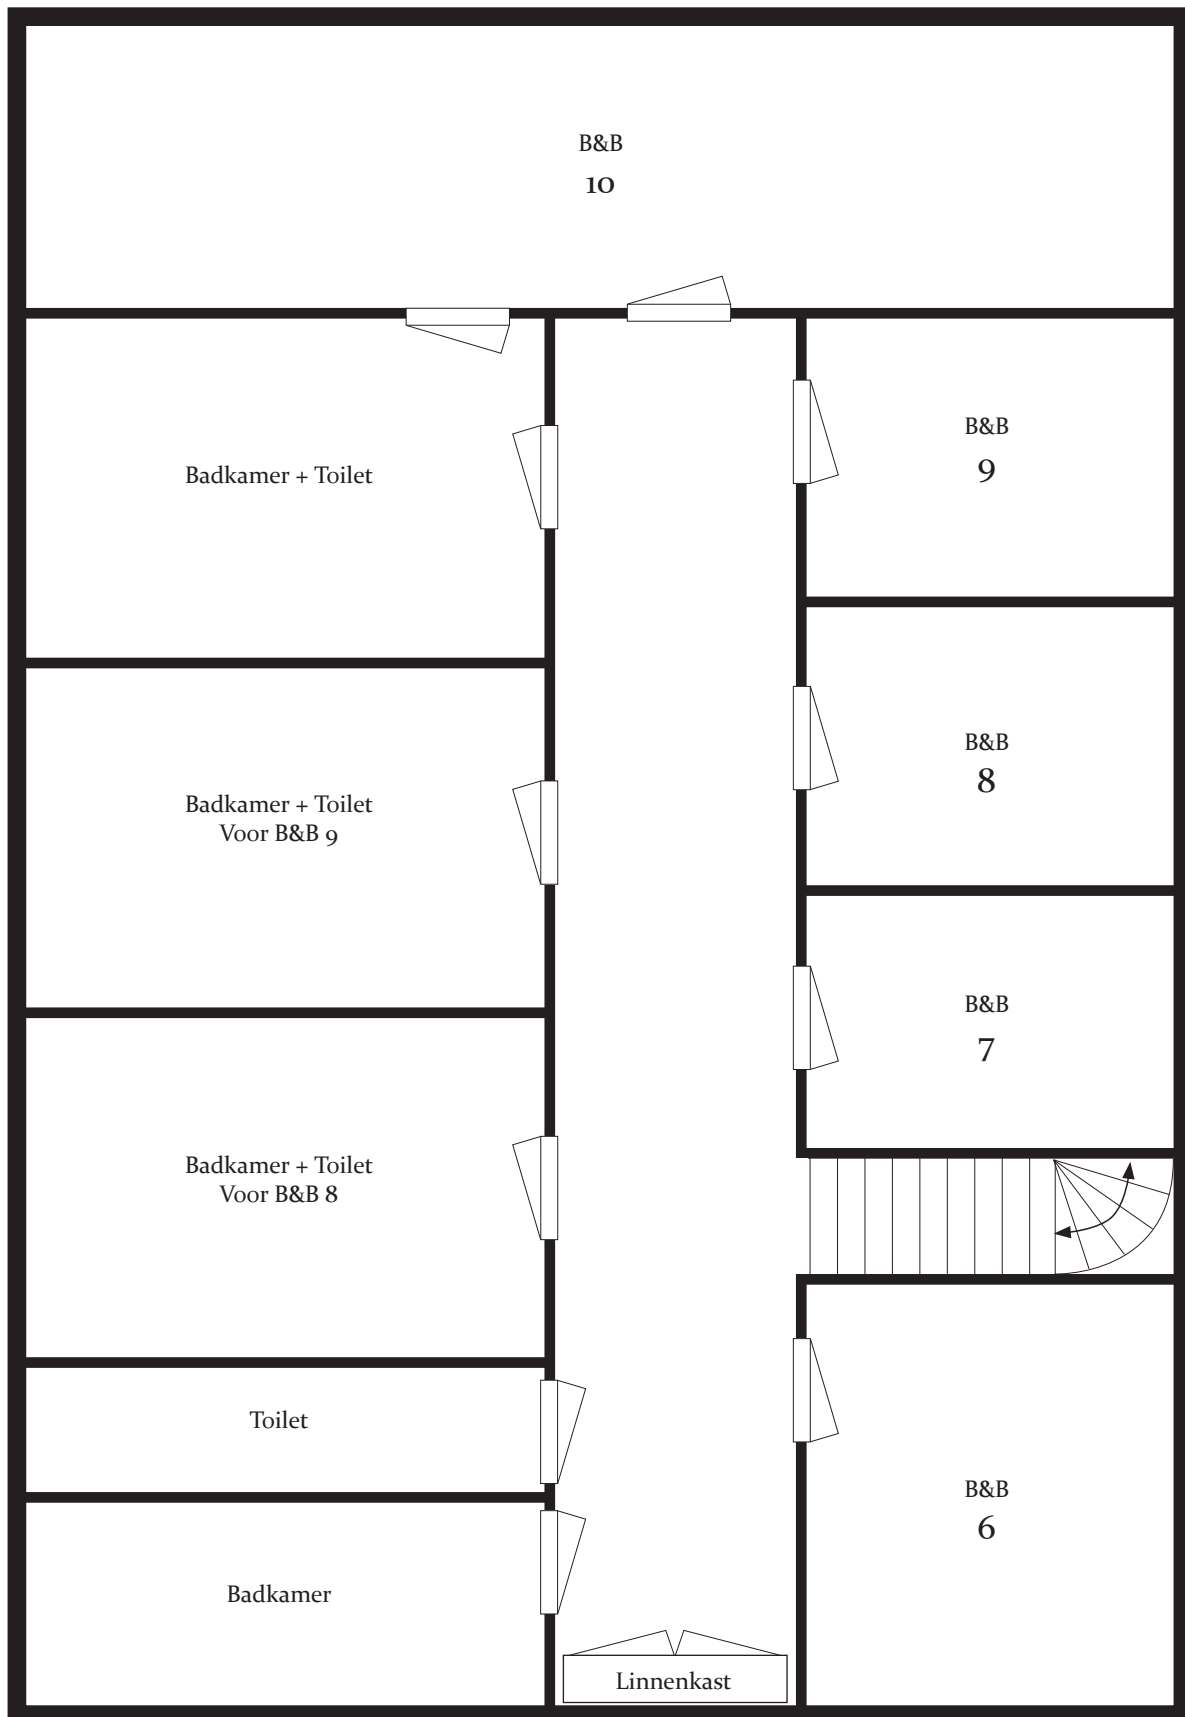 B&B
10
Badkamer + Toilet
B&B
9
Badkamer + Toilet
Voor B&B 9
B&B
8
B&B
7
Badkamer + Toilet
Voor B&B 8
Toilet
Badkamer
B&B
6
Linnenkast